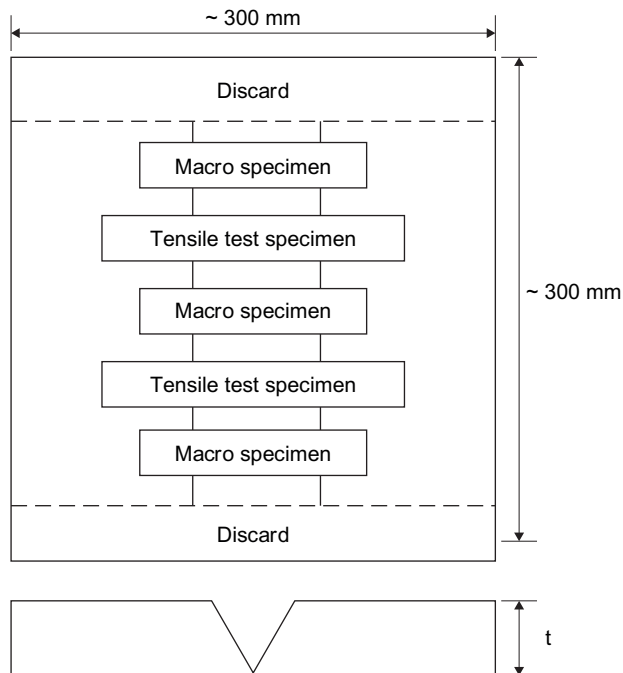 ~ 300 mm
Discard
Macro specimen
Tensile test specimen
Macro specimen
~ 300 mm
Tensile test specimen
Macro specimen
Discard
t